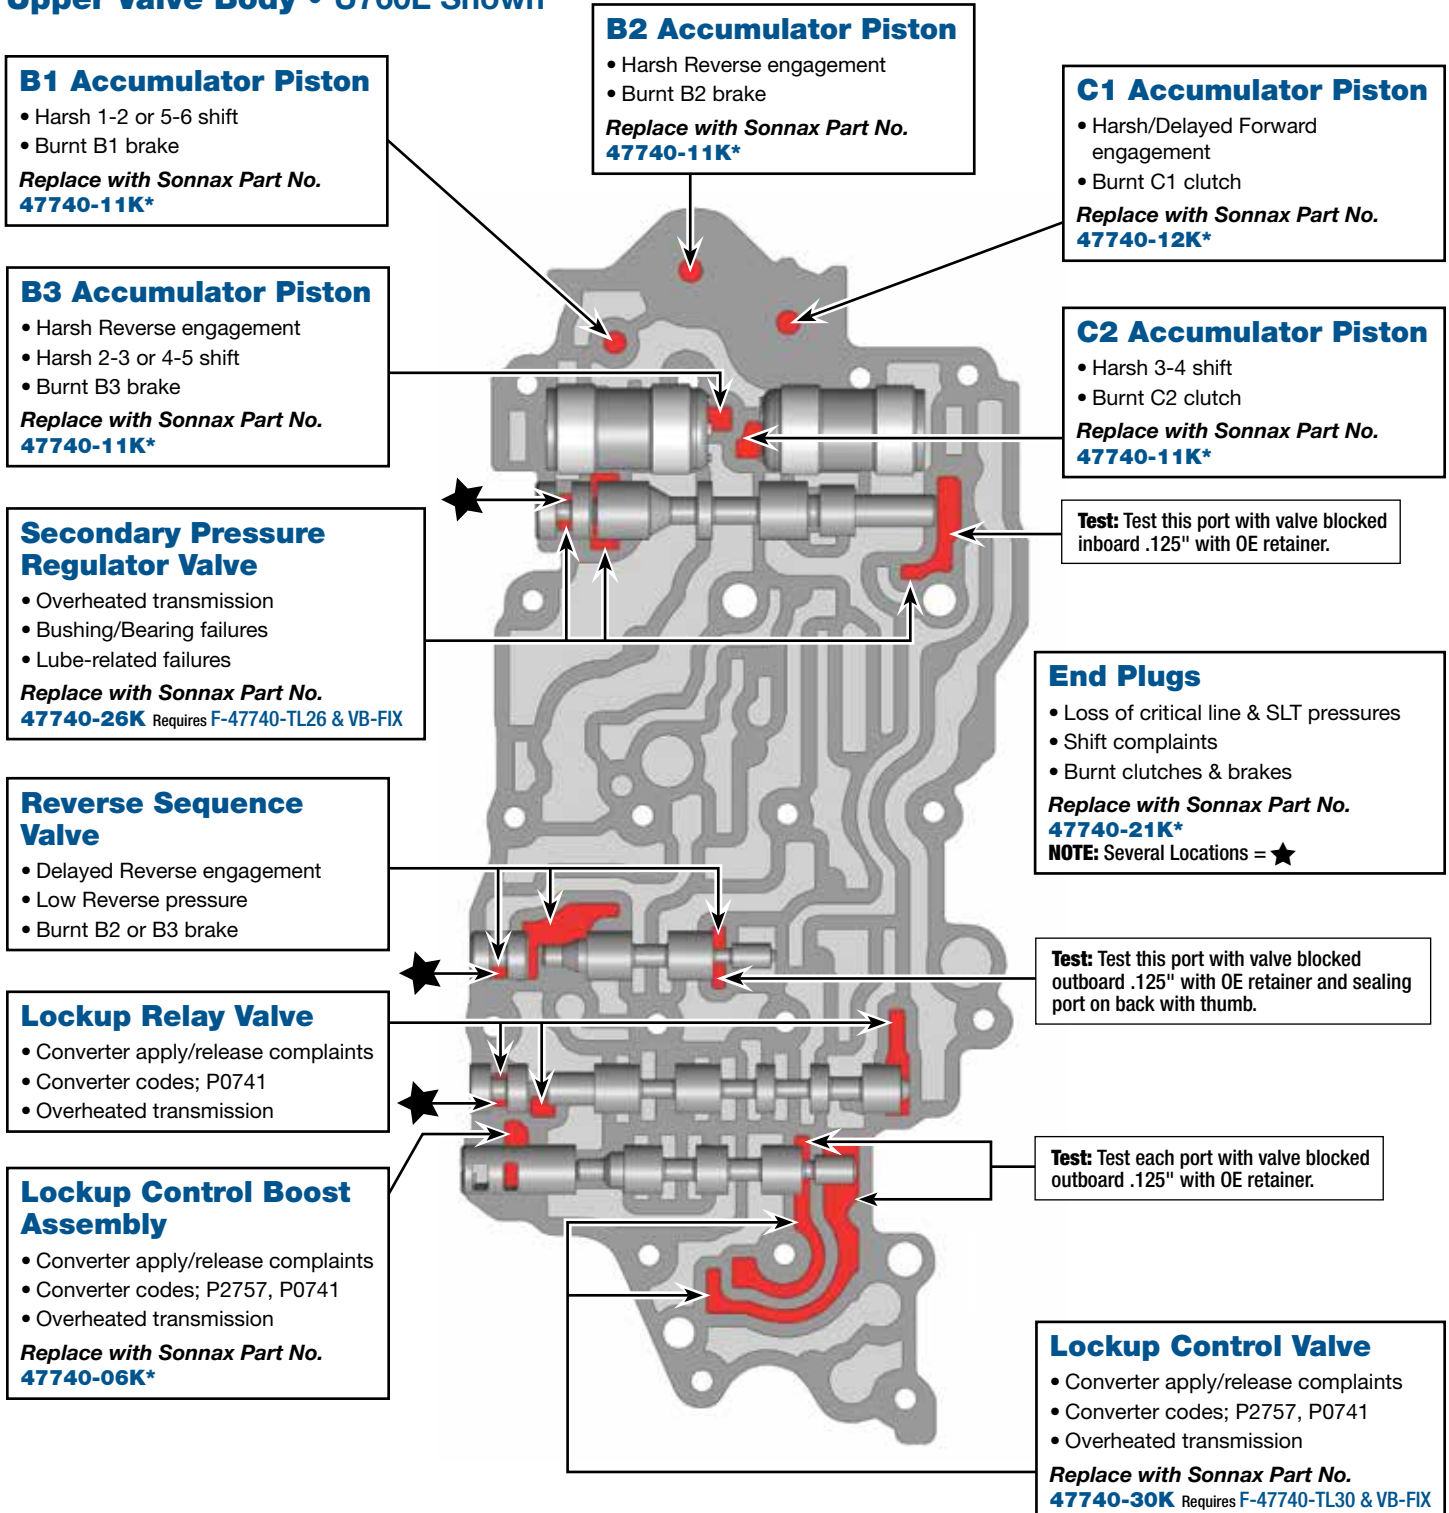 Upper Valve Body • U760E Shown
B2 Accumulator Piston
• Harsh Reverse engagement
• Burnt B2 brake
Replace with Sonnax Part No.
47740-11K*
B1 Accumulator Piston
• Harsh 1-2 or 5-6 shift
• Burnt B1 brake
Replace with Sonnax Part No.
47740-11K*
C1 Accumulator Piston
• Harsh/Delayed Forward
engagement
• Burnt C1 clutch
Replace with Sonnax Part No.
47740-12K*
B3 Accumulator Piston
• Harsh Reverse engagement
• Harsh 2-3 or 4-5 shift
• Burnt B3 brake
Replace with Sonnax Part No.
47740-11K*
C2 Accumulator Piston
• Harsh 3-4 shift
• Burnt C2 clutch
Replace with Sonnax Part No.
47740-11K*
Test: Test this port with valve blocked
inboard .125" with OE retainer.
Secondary Pressure
Regulator Valve
• Overheated transmission
• Bushing/Bearing failures
• Lube-related failures
Replace with Sonnax Part No.
47740-26K Requires F-47740-TL26 & VB-FIX
End Plugs
• Loss of critical line & SLT pressures
• Shift complaints
• Burnt clutches & brakes
Replace with Sonnax Part No.
47740-21K*
NOTE: Several Locations = ★
Reverse Sequence
Valve
• Delayed Reverse engagement
• Low Reverse pressure
• Burnt B2 or B3 brake
Test: Test this port with valve blocked
outboard .125" with OE retainer and sealing
port on back with thumb.
Lockup Relay Valve
• Converter apply/release complaints
• Converter codes; P0741
• Overheated transmission
Test: Test each port with valve blocked
outboard .125" with OE retainer.
Lockup Control Boost
Assembly
• Converter apply/release complaints
• Converter codes; P2757, P0741
• Overheated transmission
Replace with Sonnax Part No.
47740-06K*
Lockup Control Valve
• Converter apply/release complaints
• Converter codes; P2757, P0741
• Overheated transmission
Replace with Sonnax Part No.
47740-30K Requires F-47740-TL30 & VB-FIX